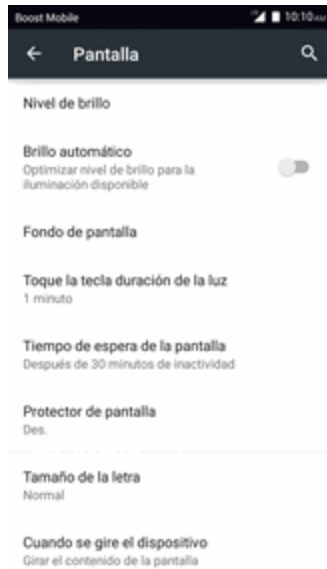 Boost Mobile 10:10 AM
Pantalla
Nivel de brillo
Brillo automático
Optimizar nivel de brillo para la
iluminación disponible
Fondo de pantalla
Toque la tecla duración de la luz
1 minuto
Tiempo de espera de la pantalla
Después de 30 minutos de inactividad
Protector de pantalla
Des.
Tamaño de la letra
Normal
Cuando se gire el dispositivo
Girar el contenido de la pantalla